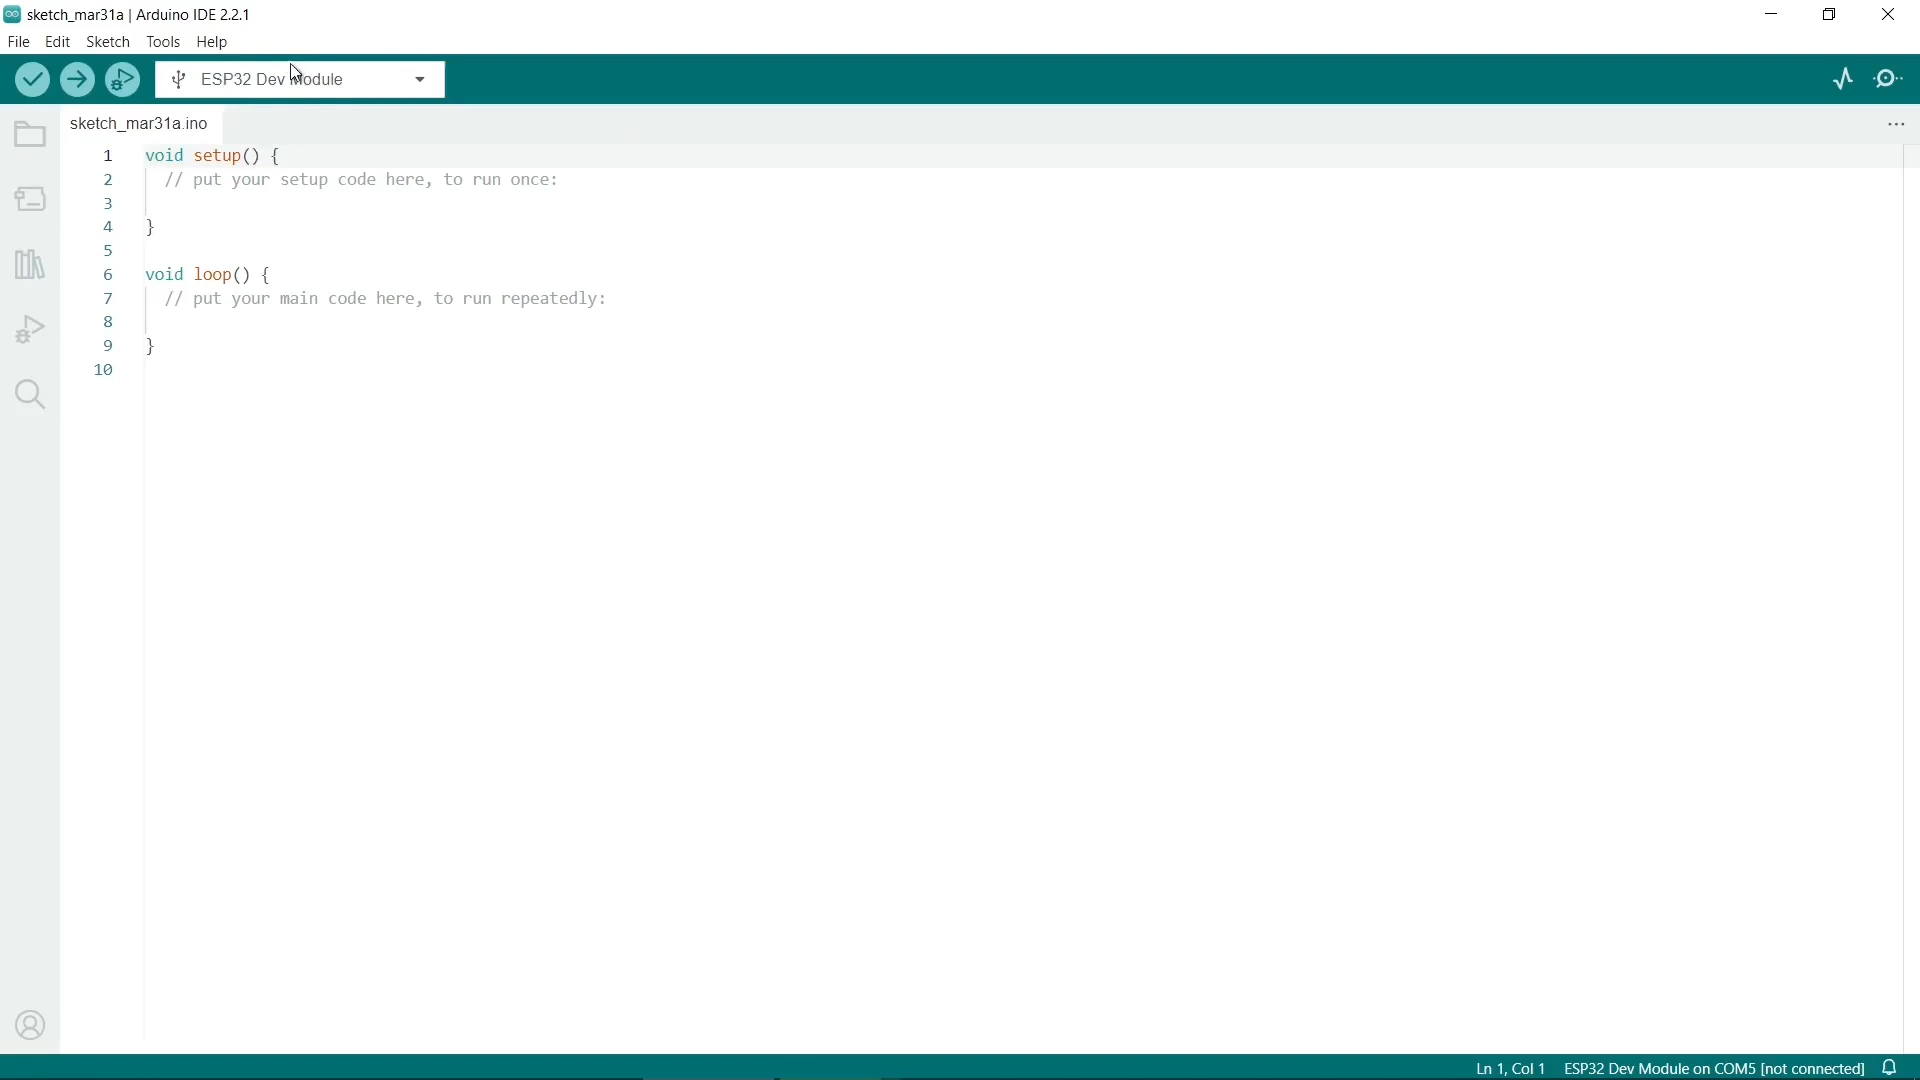 sketch_mar31a | Arduino IDE 2.2.1
File Edit Sketch Tools Help
ESP32 Dev Module
sketch_mar31a.ino
1 void setup() {
2 // put your setup code here, to run once:
3
4 }
5
6 void loop() {
7 // put your main code here, to run repeatedly:
8
9 }
10
Ln 1, Col 1 ESP32 Dev Module on COM5 [not connected]